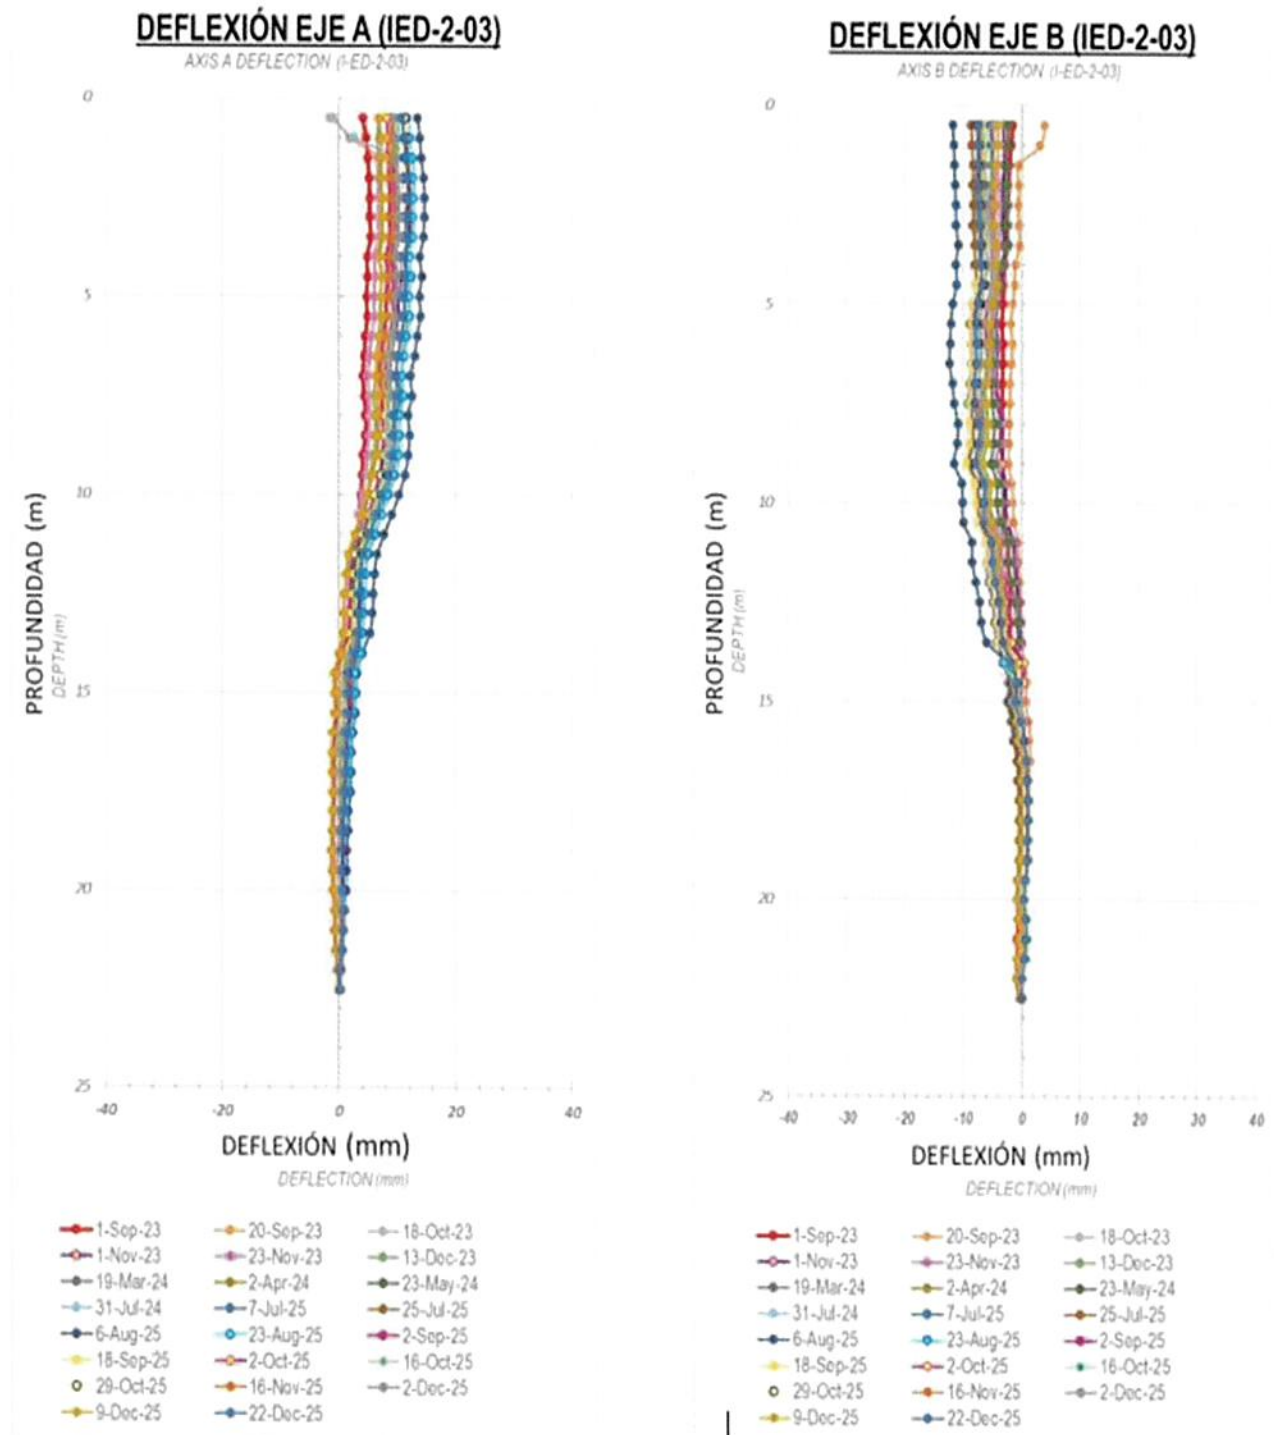 DEFLEXIÓN EJE A (IED-2-03)
AXIS A DEFLECTION (I-ED-2-03)
0
5
10
15
20
25
-40
-20
0
20
40
PROFUNDIDAD (m)
DEPTH (m)
DEFLEXIÓN (mm)
DEFLECTION (mm)
1-Sep-23
20-Sep-23
18-Oct-23
1-Nov-23
23-Nov-23
13-Dec-23
19-Mar-24
2-Apr-24
23-May-24
31-Jul-24
7-Jul-25
25-Jul-25
6-Aug-25
23-Aug-25
2-Sep-25
18-Sep-25
2-Oct-25
16-Oct-25
29-Oct-25
16-Nov-25
2-Dec-25
9-Dec-25
22-Dec-25
DEFLEXIÓN EJE B (IED-2-03)
AXIS B DEFLECTION (I-ED-2-03)
0
5
10
15
20
25
-40
-30
-20
-10
0
10
20
30
40
PROFUNDIDAD (m)
DEPTH (m)
DEFLEXIÓN (mm)
DEFLECTION (mm)
1-Sep-23
20-Sep-23
18-Oct-23
1-Nov-23
23-Nov-23
13-Dec-23
19-Mar-24
2-Apr-24
23-May-24
31-Jul-24
7-Jul-25
25-Jul-25
6-Aug-25
23-Aug-25
2-Sep-25
18-Sep-25
2-Oct-25
16-Oct-25
29-Oct-25
16-Nov-25
2-Dec-25
9-Dec-25
22-Dec-25